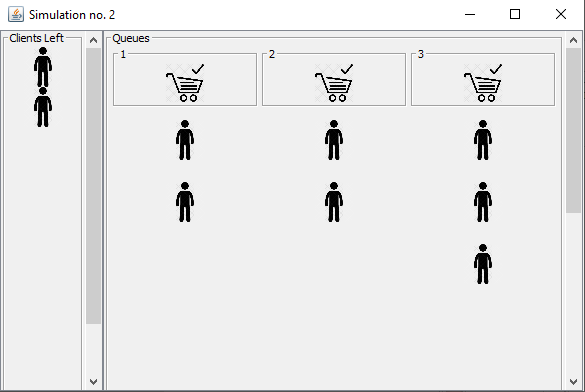 Simulation no. 2
Clients Left
Queues
1
2
3